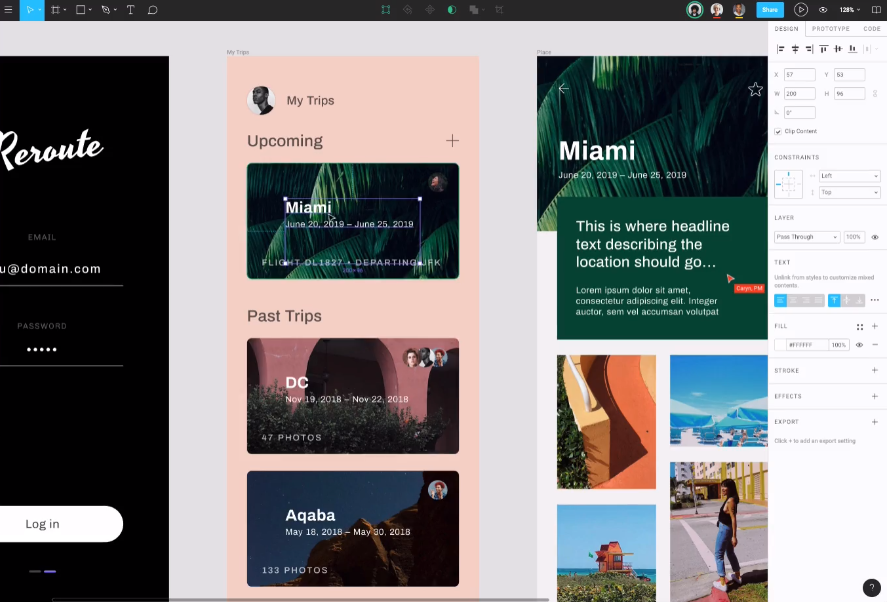 Share
128%
DESIGN
PROTOTYPE
CODE
X 57
Y 53
W 200
H 96
0°
Clip Content
CONSTRAINTS
Left
Top
LAYER
Pass Through
100%
TEXT
Unlink from styles to customize mixed
contents.
FILL
#FFFFFF
100%
STROKE
EFFECTS
EXPORT
Click + to add an export setting
?
Reroute
EMAIL
u@domain.com
PASSWORD
Log in
My Trips
My Trips
Upcoming
Miami
June 20, 2019 – June 25, 2019
FLIGHT DL1827 • DEPARTING JFK
200 × 96
Past Trips
DC
Nov 19, 2018 – Nov 22, 2018
47 PHOTOS
Aqaba
May 18, 2018 – May 30, 2018
133 PHOTOS
Miami
June 20, 2019 – June 25, 2019
This is where headline
text describing the
location should go...
Caryn, PM
Lorem ipsum dolor sit amet,
consectetur adipiscing elit. Integer
auctor, sem vel accumsan volutpat